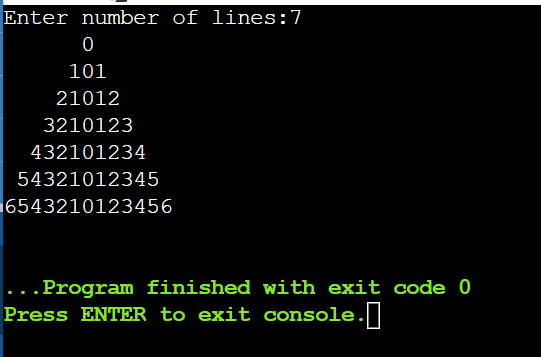 Enter number of lines:7
0
101
21012
3210123
432101234
54321012345
6543210123456
...Program finished with exit code 0
Press ENTER to exit console.